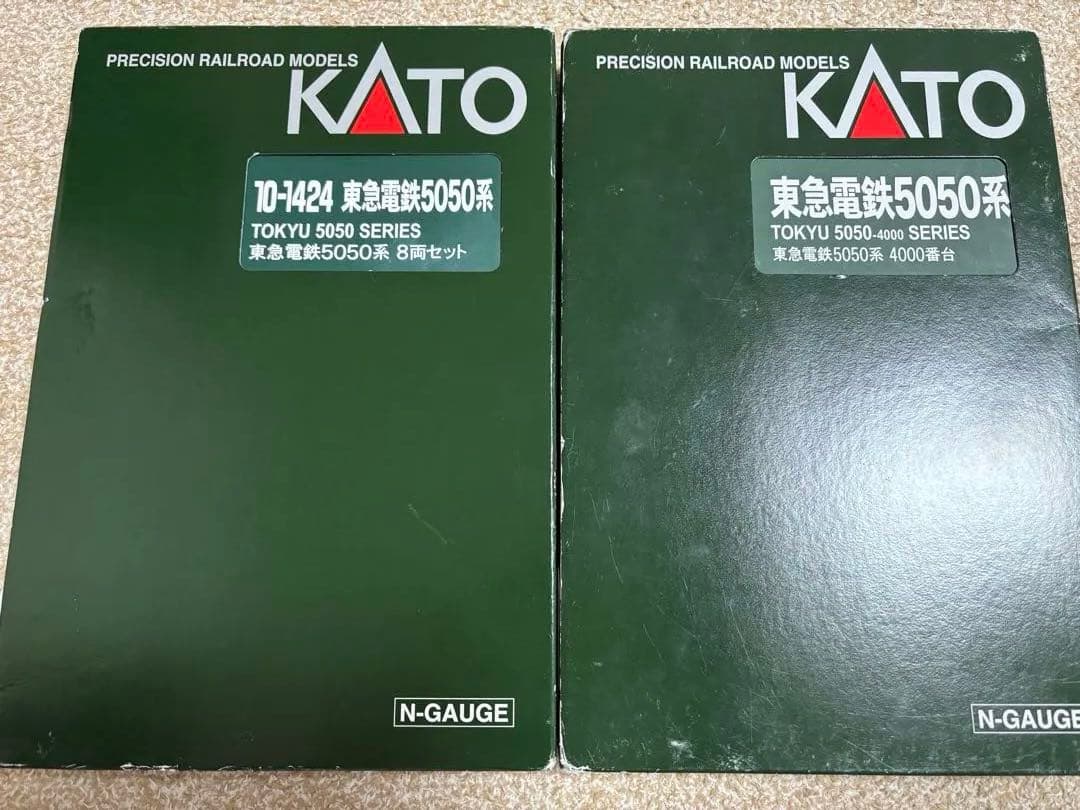 PRECISION RAILROAD MODELS
KATO
10-1424 東急電鉄5050系
TOKYU 5050 SERIES
東急電鉄5050系 8両セット
N-GAUGE
PRECISION RAILROAD MODELS
KATO
東急電鉄5050系
TOKYU 5050-4000 SERIES
東急電鉄5050系 4000番台
N-GAUGE